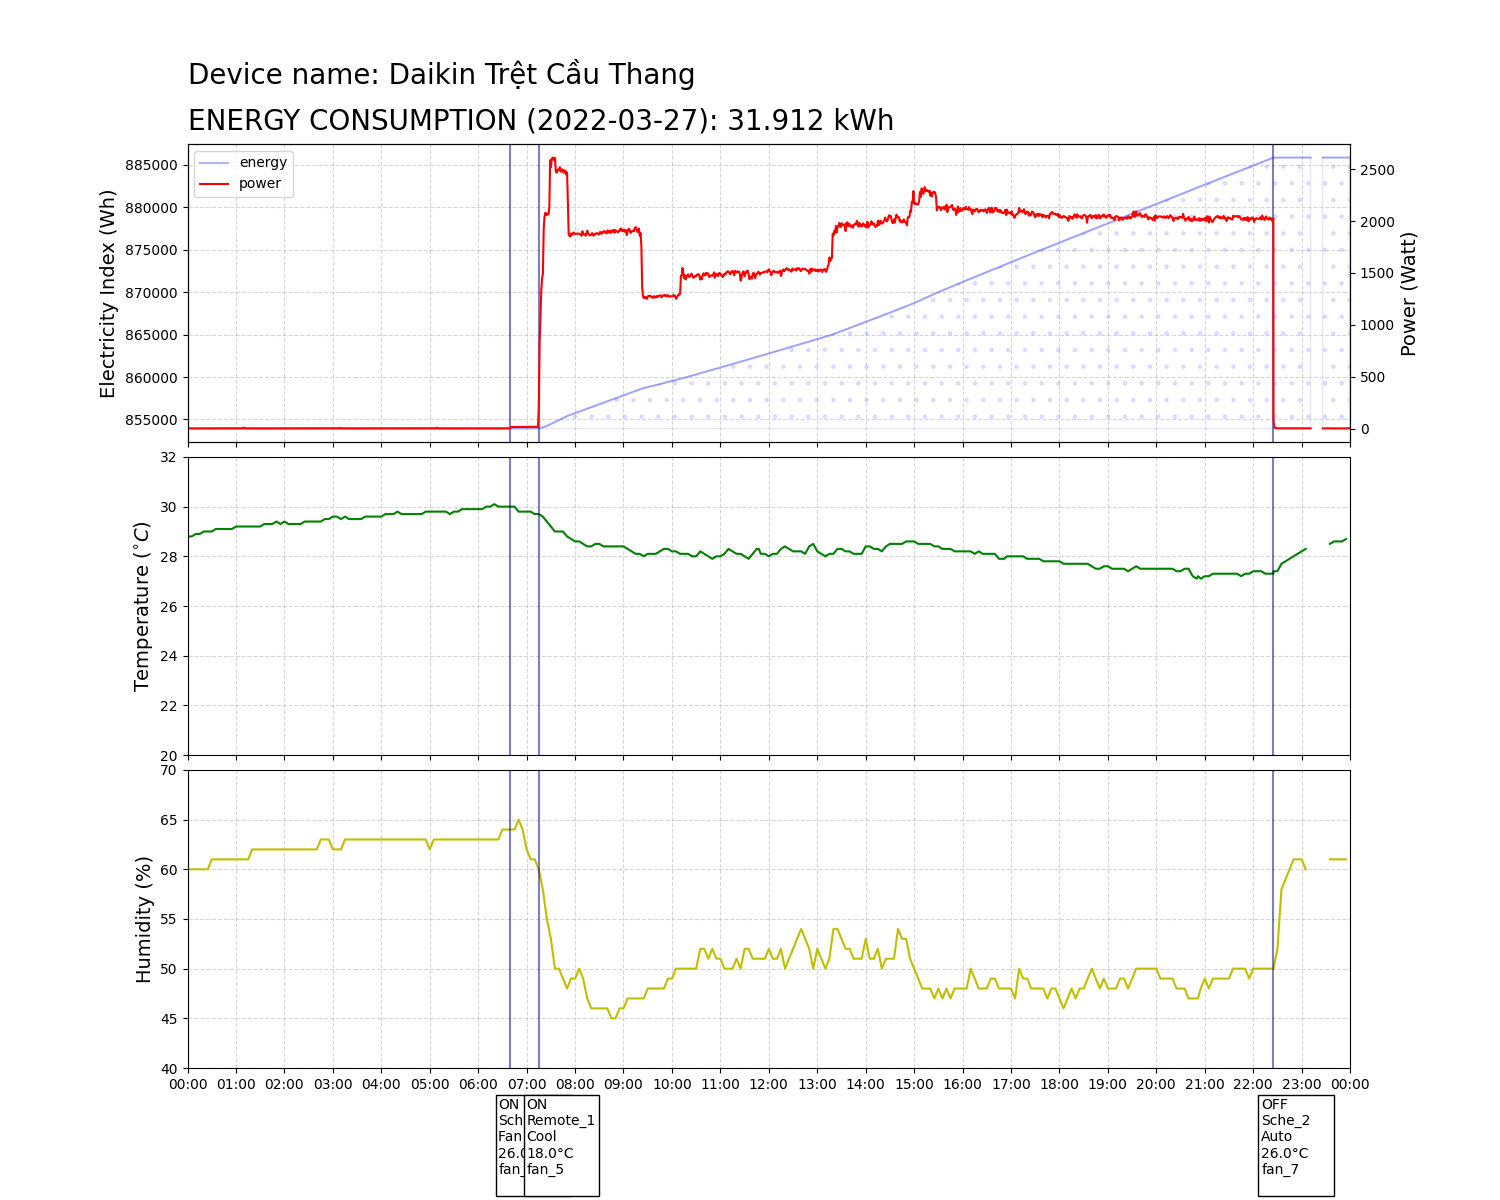 Device name: Daikin Trệt Cầu Thang
ENERGY CONSUMPTION (2022-03-27): 31.912 kWh
energy
power
Electricity Index (Wh)
885000
880000
875000
870000
865000
860000
855000
Power (Watt)
2500
2000
1500
1000
500
0
Temperature (°C)
32
30
28
26
24
22
20
Humidity (%)
70
65
60
55
50
45
40
00:00 01:00 02:00 03:00 04:00 05:00 06:00 07:00 08:00 09:00 10:00 11:00 12:00 13:00 14:00 15:00 16:00 17:00 18:00 19:00 20:00 21:00 22:00 23:00 00:00
ON
Sch
Fan
26.0
fan_
ON
Remote_1
Cool
18.0°C
fan_5
OFF
Sche_2
Auto
26.0°C
fan_7